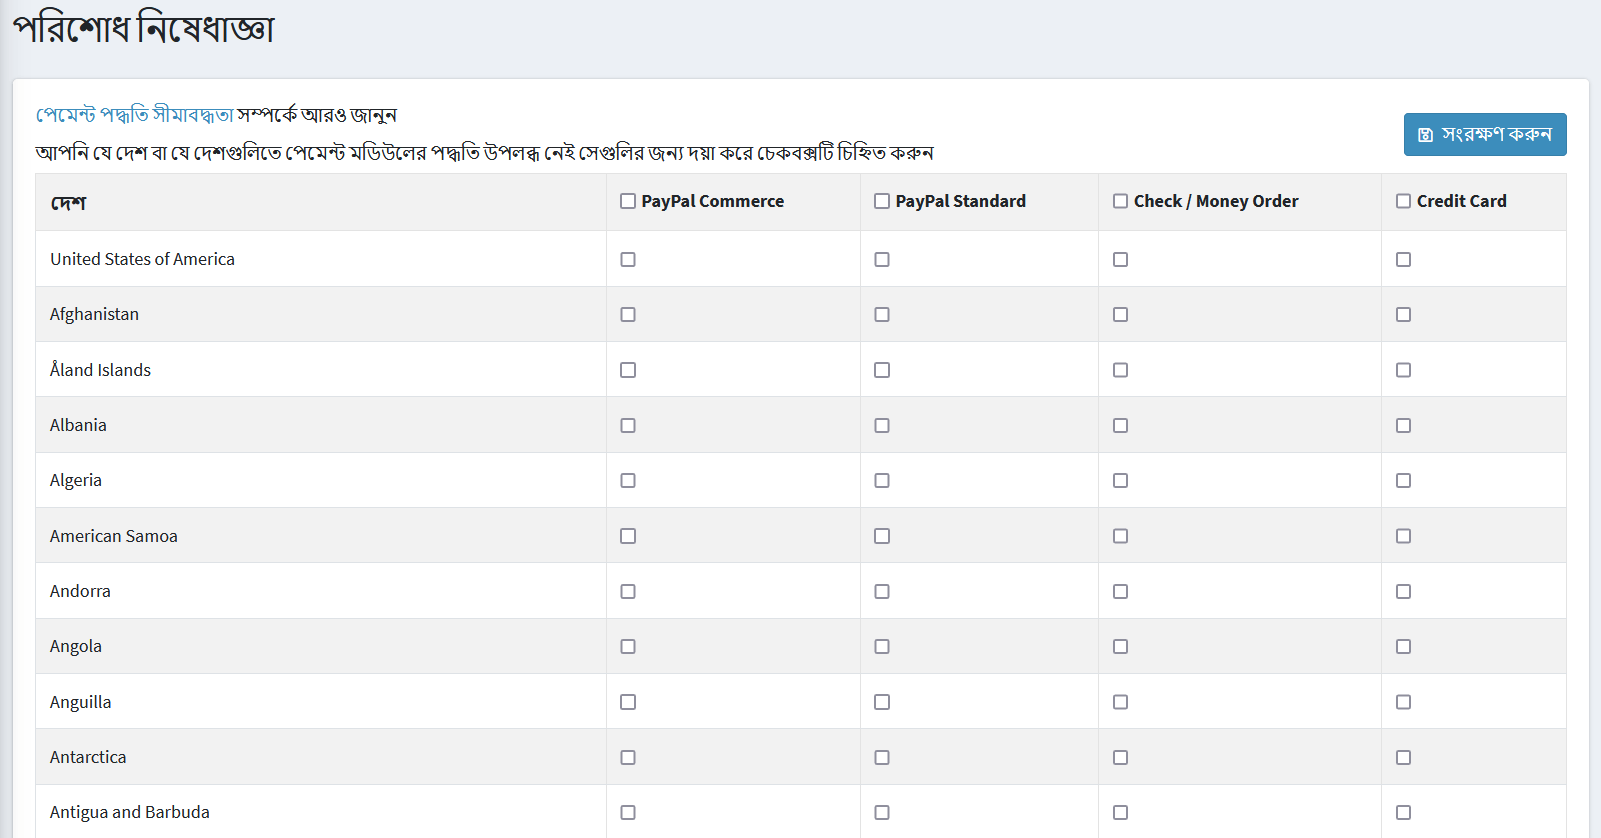 পরিশোধ নিষেধাজ্ঞা
পেমেন্ট পদ্ধতি সীমাবদ্ধতা সম্পর্কে আরও জানুন
আপনি যে দেশ বা যে দেশগুলিতে পেমেন্ট মডিউলের পদ্ধতি উপলব্ধ নেই সেগুলির জন্য দয়া করে চেকবক্সটি চিহ্নিত করুন
সংরক্ষণ করুন
দেশ PayPal Commerce PayPal Standard Check / Money Order Credit Card
United States of America
Afghanistan
Åland Islands
Albania
Algeria
American Samoa
Andorra
Angola
Anguilla
Antarctica
Antigua and Barbuda